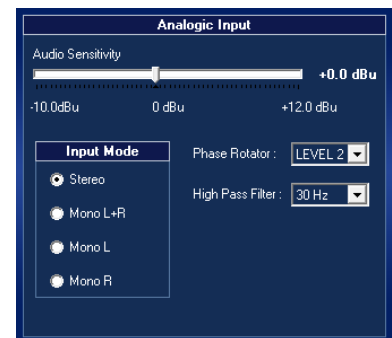 Analogic Input
Audio Sensitivity
+0.0 dBu
-10.0dBu 0 dBu +12.0 dBu
Input Mode
Stereo
Mono L+R
Mono L
Mono R
Phase Rotator : LEVEL 2
High Pass Filter : 30 Hz